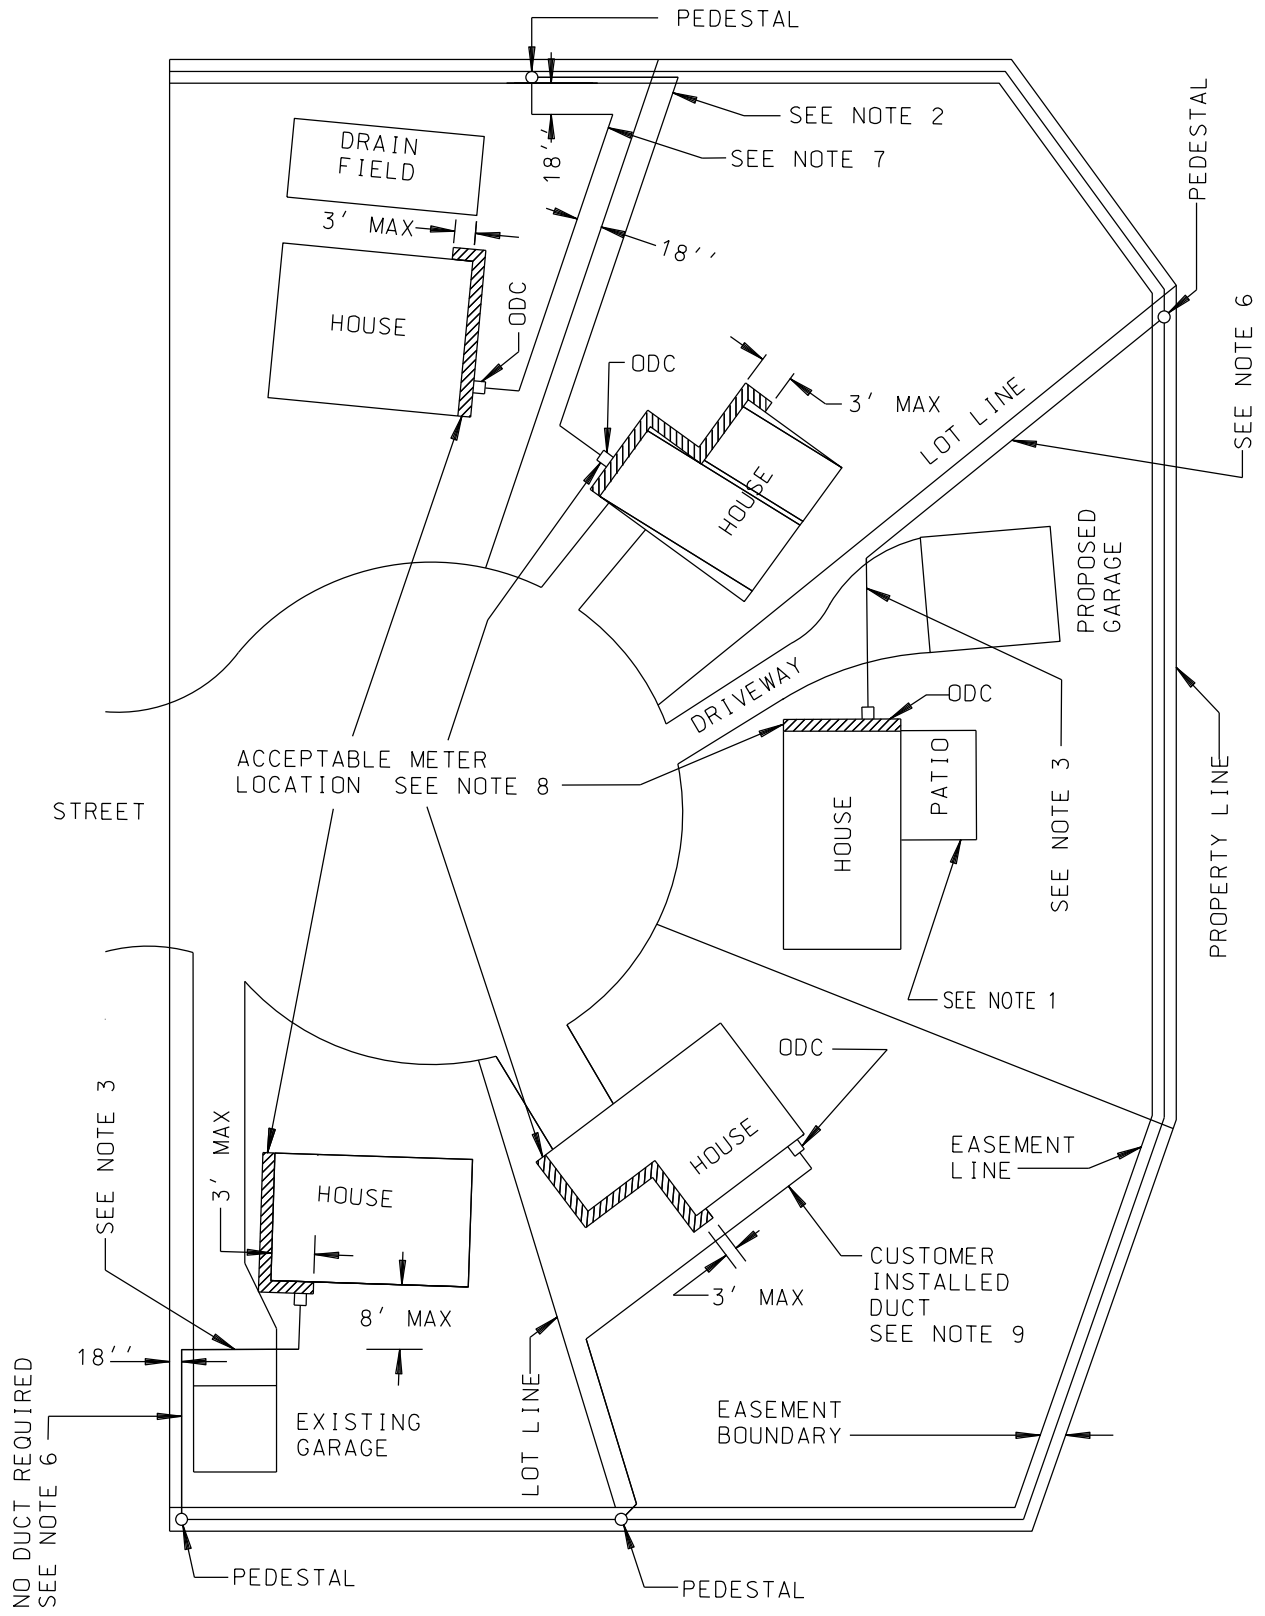 PEDESTAL
SEE NOTE 2
SEE NOTE 7
PEDESTAL
DRAIN
FIELD
18''
3' MAX
18''
HOUSE
ODC
ODC
3' MAX
LOT LINE
SEE NOTE 6
HOUSE
PROPOSED
GARAGE
DRIVEWAY
ODC
ACCEPTABLE METER
LOCATION SEE NOTE 8
STREET
HOUSE
PATIO
SEE NOTE 3
PROPERTY LINE
SEE NOTE 1
ODC
SEE NOTE 3
3' MAX
HOUSE
HOUSE
EASEMENT
LINE
CUSTOMER
INSTALLED
DUCT
SEE NOTE 9
3' MAX
8' MAX
18''
NO DUCT REQUIRED
SEE NOTE 6
EXISTING
GARAGE
LOT LINE
EASEMENT
BOUNDARY
PEDESTAL
PEDESTAL